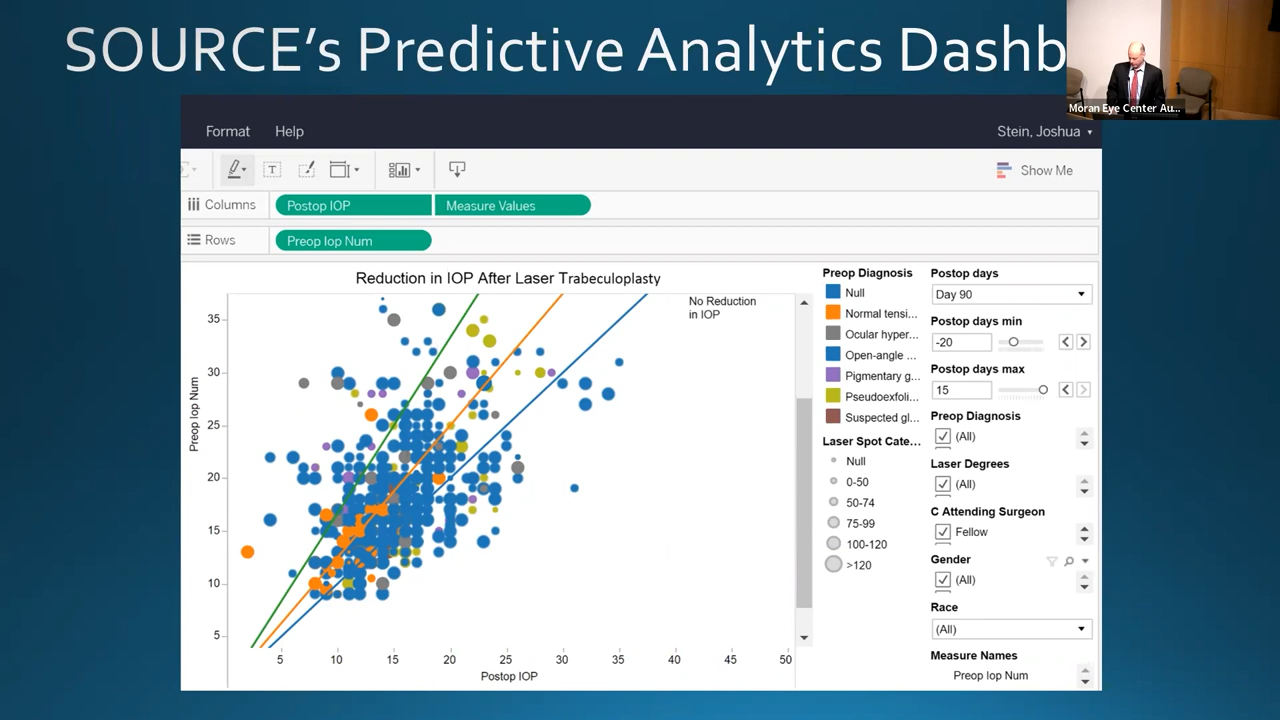 SOURCE's Predictive Analytics Dashb
Moran Eye Center Au...
Format Help
Stein, Joshua
Show Me
Columns Postop IOP Measure Values
Rows Preop Iop Num
Reduction in IOP After Laser Trabeculoplasty
No Reduction
in IOP
Preop Iop Num
35
30
25
20
15
10
5
5 10 15 20 25 30 35 40 45 50
Postop IOP
Preop Diagnosis
Null
Normal tensi...
Ocular hyper...
Open-angle ...
Pigmentary g...
Pseudoexfoli...
Suspected gl...
Laser Spot Cate...
Null
0-50
50-74
75-99
100-120
>120
Postop days
Day 90
Postop days min
-20
Postop days max
15
Preop Diagnosis
(All)
Laser Degrees
(All)
C Attending Surgeon
Fellow
Gender
(All)
Race
(All)
Measure Names
Preop Iop Num